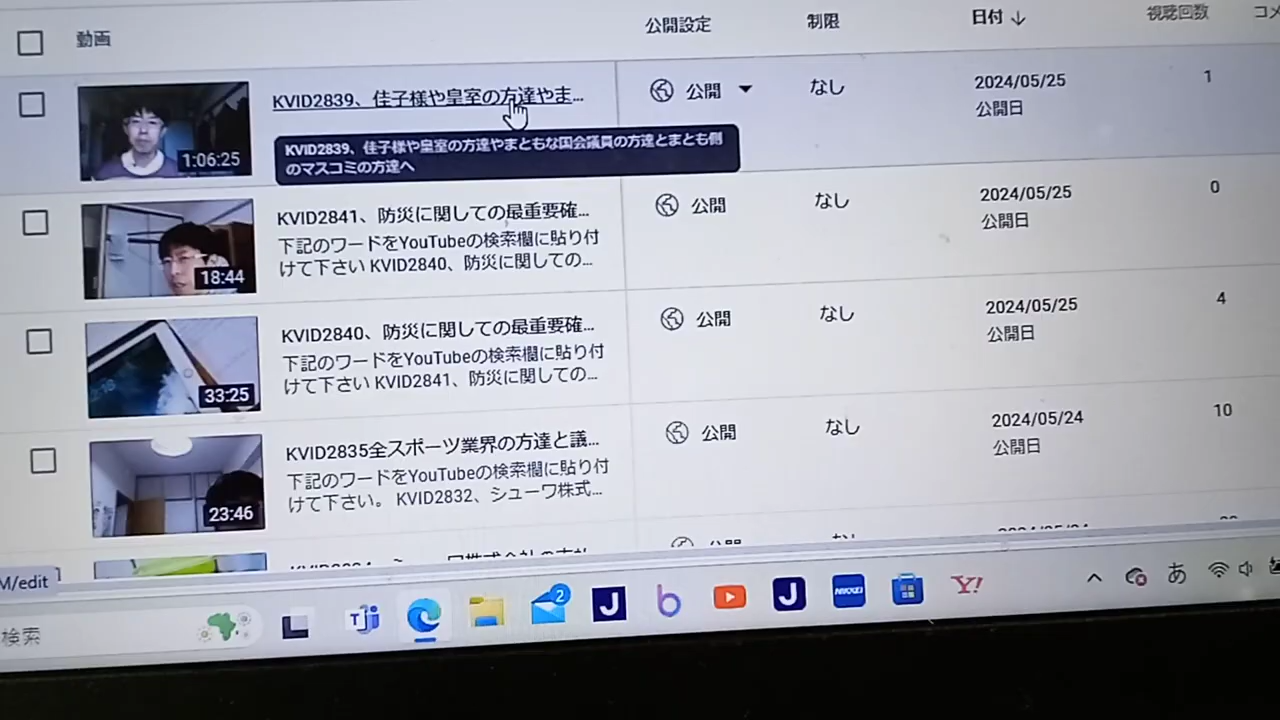 動画
公開設定
制限
日付 ↓
視聴回数
コメ
1:06:25
KVID2839、佳子様や皇室の方達やま...
KVID2839、佳子様や皇室の方達やまともな国会議員の方達とまとも側
のマスコミの方達へ
公開
なし
2024/05/25
公開日
1
18:44
KVID2841、防災に関しての最重要確...
下記のワードをYouTubeの検索欄に貼り付
けて下さい KVID2840、防災に関しての...
公開
なし
2024/05/25
公開日
0
33:25
KVID2840、防災に関しての最重要確...
下記のワードをYouTubeの検索欄に貼り付
けて下さい KVID2841、防災に関しての...
公開
なし
2024/05/25
公開日
4
23:46
KVID2835全スポーツ業界の方達と議...
下記のワードをYouTubeの検索欄に貼り付
けて下さい。 KVID2832、シューワ株式...
公開
なし
2024/05/24
公開日
10
M/edit
検索
2
J
b
J
NIKKEI
Y!
あ